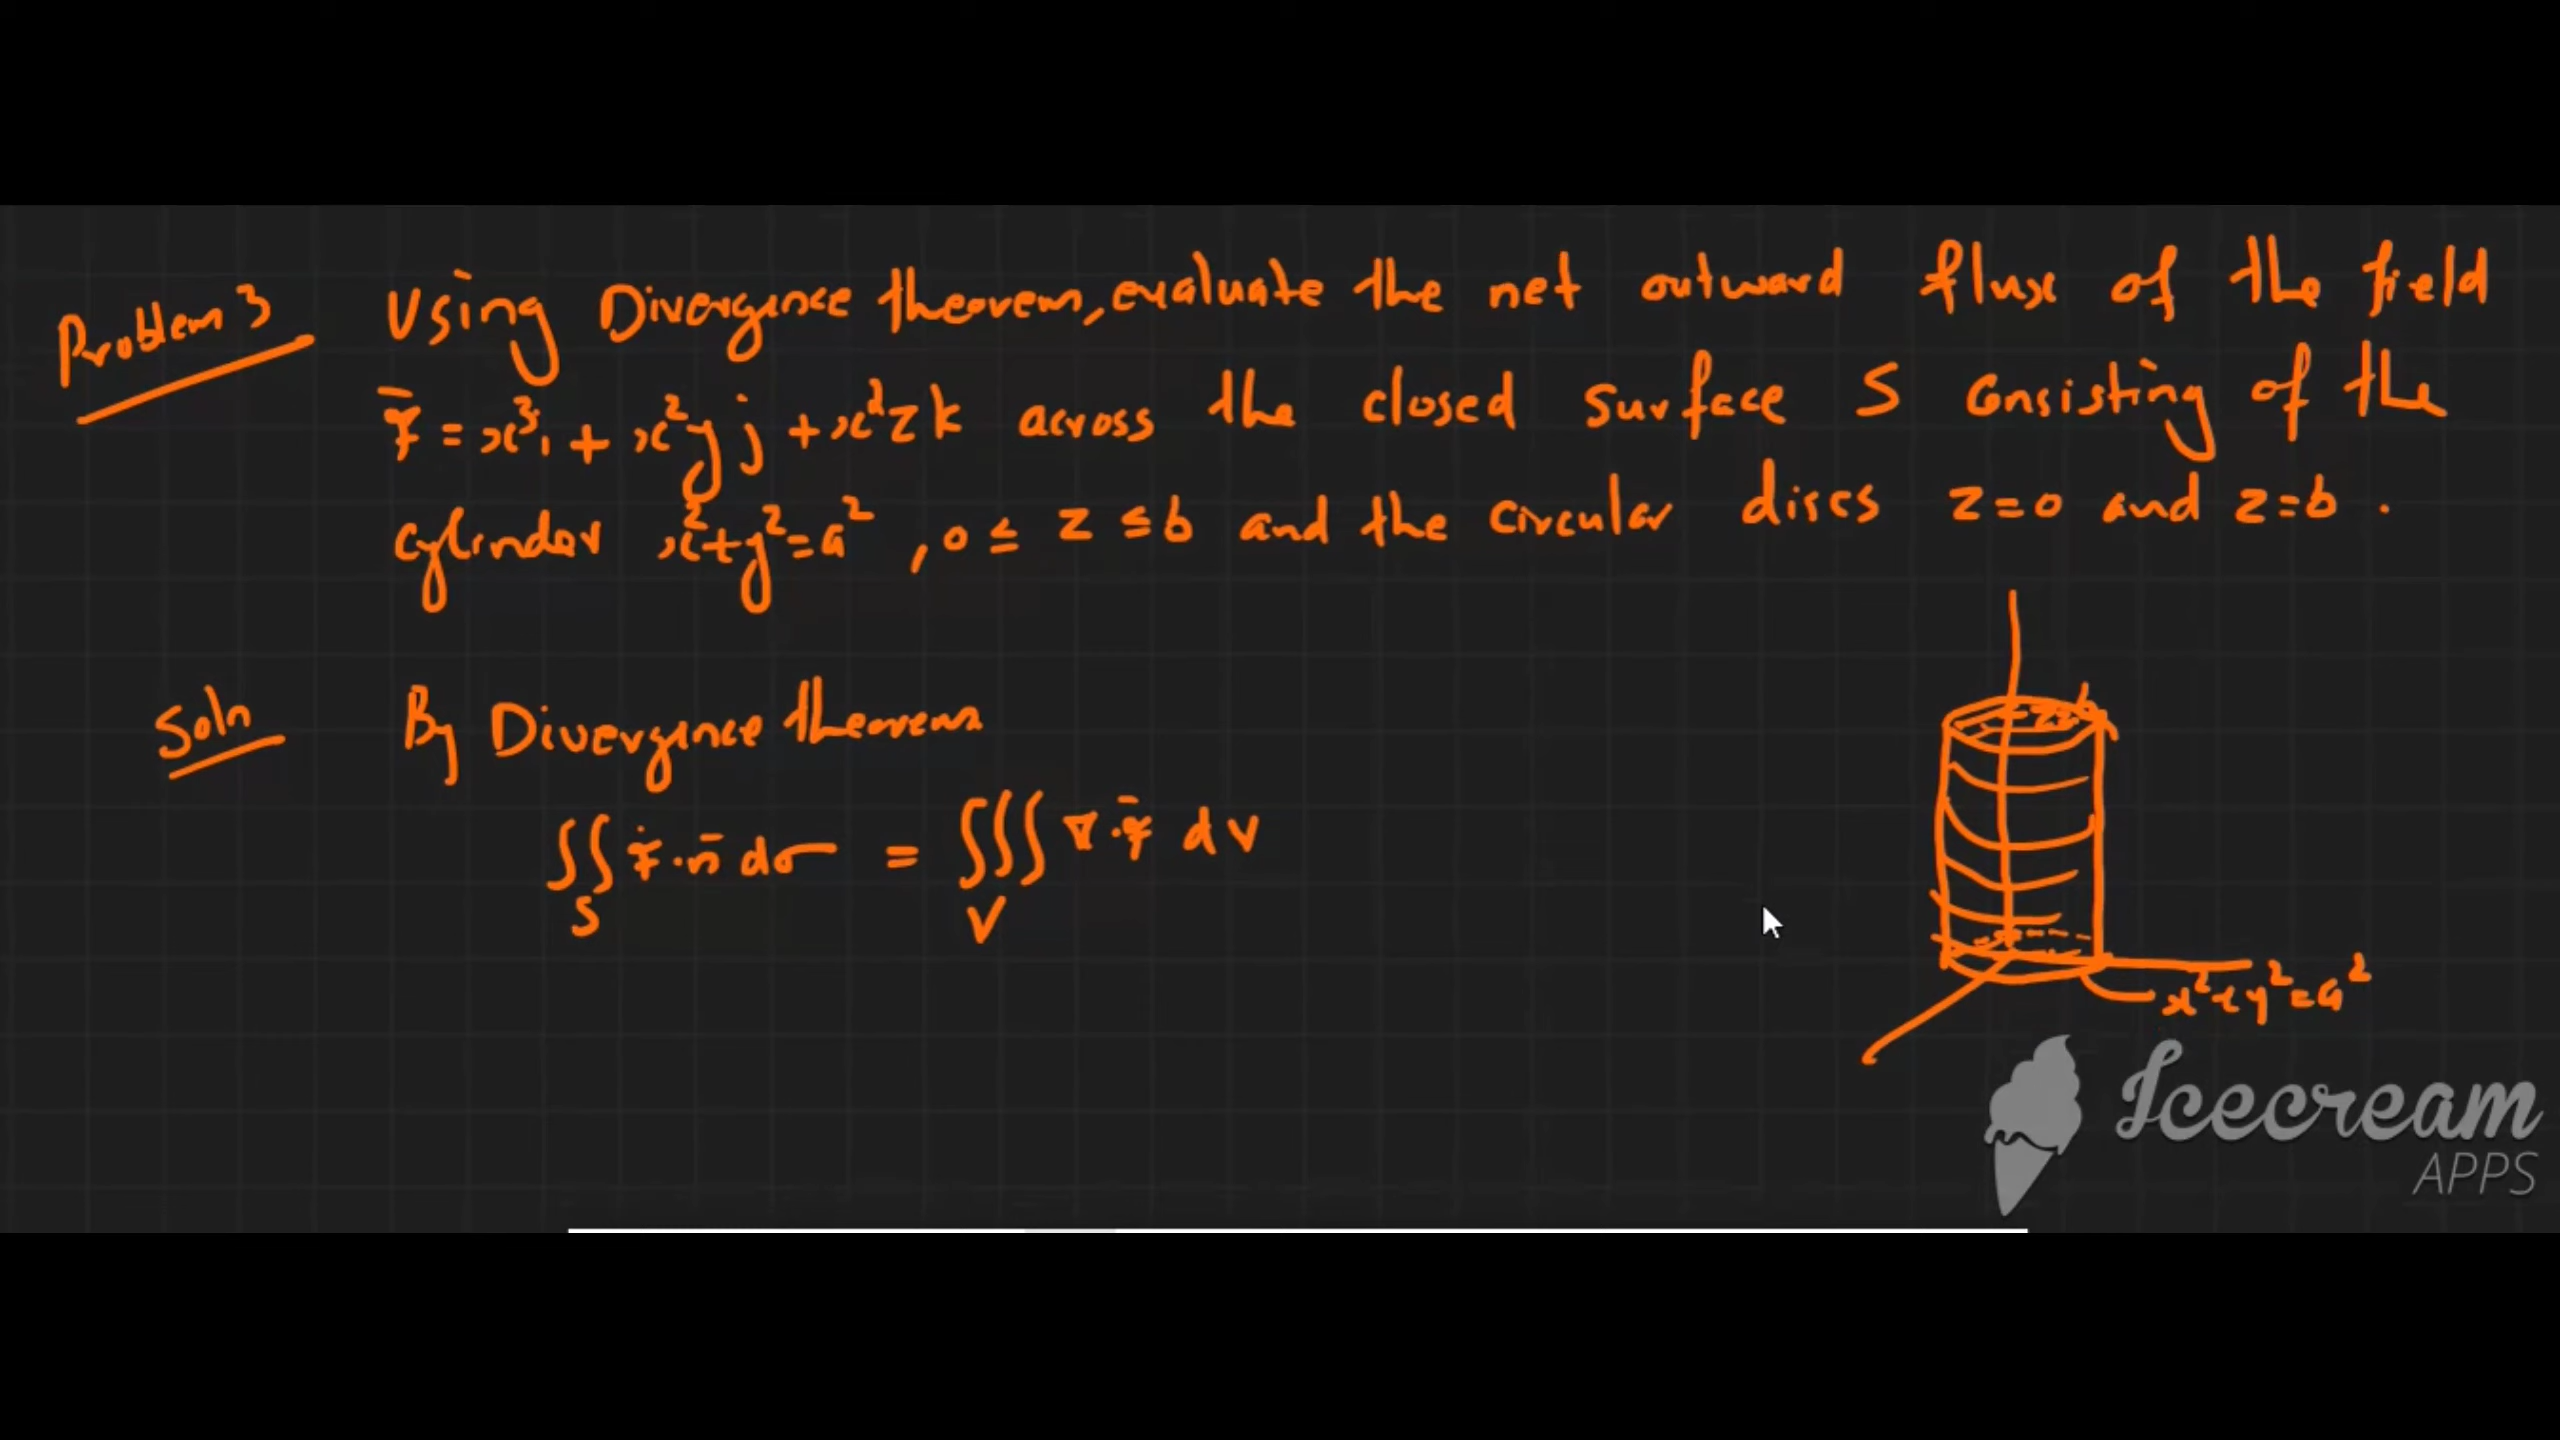 Problem 3 Using Divergence theorem, evaluate the net outward flux of the field
F̄ = x³i + x²y j + x²z k across the closed surface S consisting of the
cylinder x²+y²=a², 0 ≤ z ≤ b and the circular discs z=0 and z=b.
Soln By Divergence theorem
∬_S F̄·n̄ dσ = ∭_V ∇·F̄ dV
z=b
x²+y²=a²
Icecream
APPS